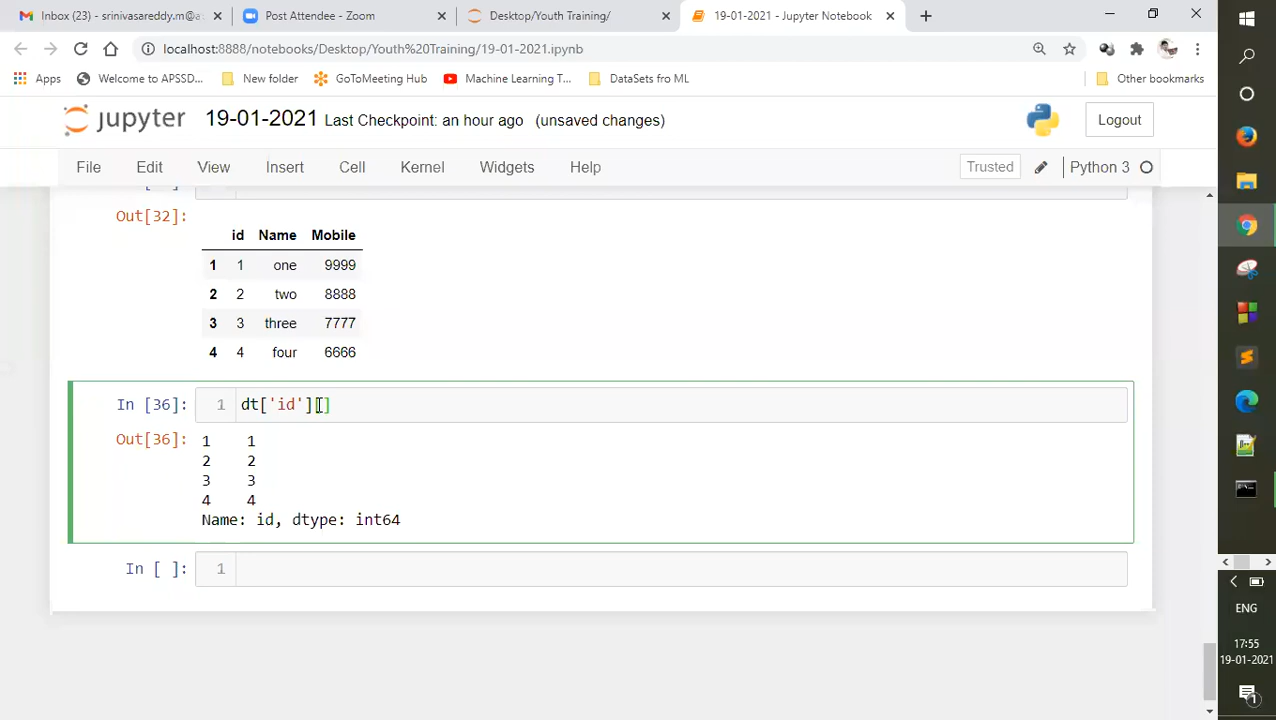 Inbox (23) - srinivasareddy.m@a
Post Attendee - Zoom
Desktop/Youth Training/
19-01-2021 - Jupyter Notebook
localhost:8888/notebooks/Desktop/Youth%20Training/19-01-2021.ipynb
Apps
Welcome to APSSD...
New folder
GoToMeeting Hub
Machine Learning T...
DataSets fro ML
Other bookmarks
jupyter 19-01-2021 Last Checkpoint: an hour ago (unsaved changes)
Logout
File Edit View Insert Cell Kernel Widgets Help
Trusted
Python 3
Out[32]:
id Name Mobile
1 1 one 9999
2 2 two 8888
3 3 three 7777
4 4 four 6666
In [36]: 1 dt['id'][]
Out[36]:
1 1
2 2
3 3
4 4
Name: id, dtype: int64
In [ ]: 1
ENG
17:55
19-01-2021
1